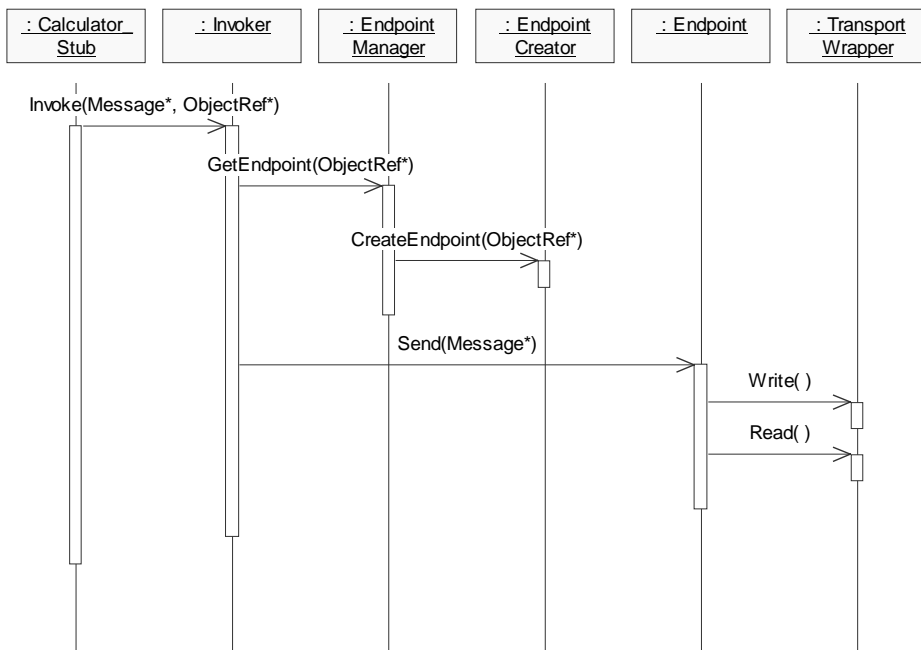 : Calculator_
Stub
: Invoker
: Endpoint
Manager
: Endpoint
Creator
: Endpoint
: Transport
Wrapper
Invoke(Message*, ObjectRef*)
GetEndpoint(ObjectRef*)
CreateEndpoint(ObjectRef*)
Send(Message*)
Write( )
Read( )